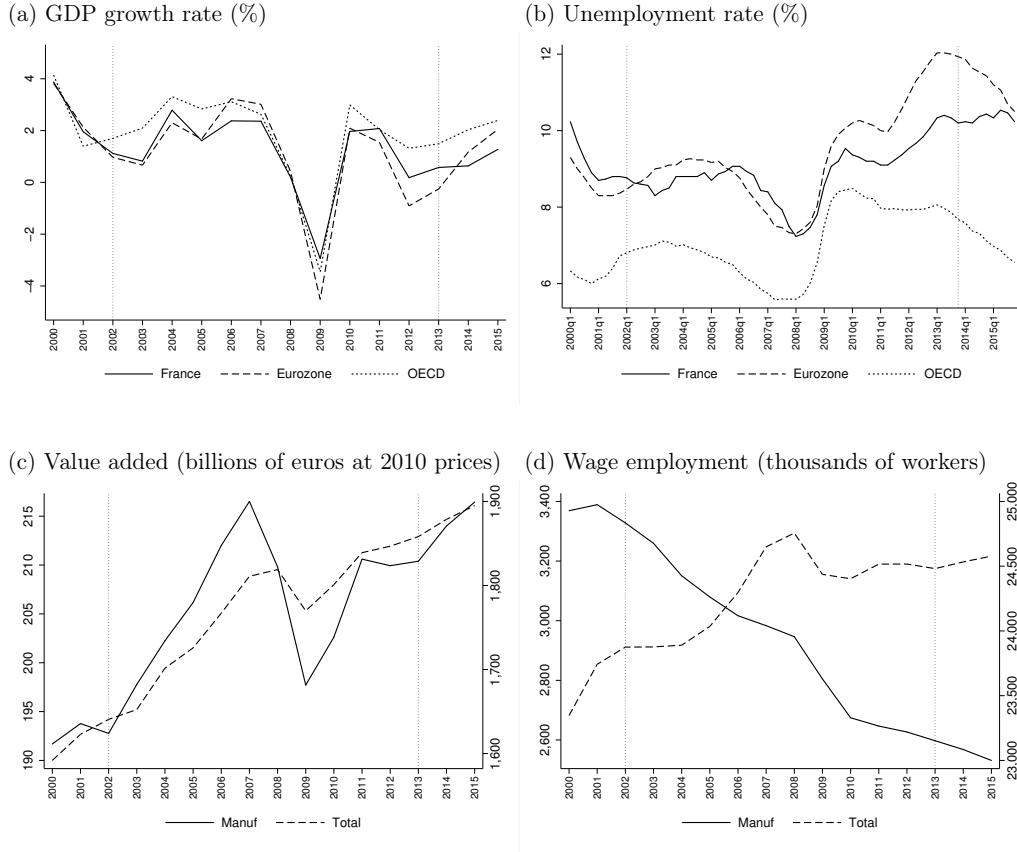 (a) GDP growth rate (%)
4
2
0
−2
−4
2000 2001 2002 2003 2004 2005 2006 2007 2008 2009 2010 2011 2012 2013 2014 2015
France Eurozone OECD
(b) Unemployment rate (%)
12
10
8
6
2000q1 2001q1 2002q1 2003q1 2004q1 2005q1 2006q1 2007q1 2008q1 2009q1 2010q1 2011q1 2012q1 2013q1 2014q1 2015q1
France Eurozone OECD
(c) Value added (billions of euros at 2010 prices)
215
210
205
200
195
190
1,900
1,800
1,700
1,600
2000 2001 2002 2003 2004 2005 2006 2007 2008 2009 2010 2011 2012 2013 2014 2015
Manuf Total
(d) Wage employment (thousands of workers)
3,400
3,200
3,000
2,800
2,600
25,000
24,500
24,000
23,500
23,000
2000 2001 2002 2003 2004 2005 2006 2007 2008 2009 2010 2011 2012 2013 2014 2015
Manuf Total